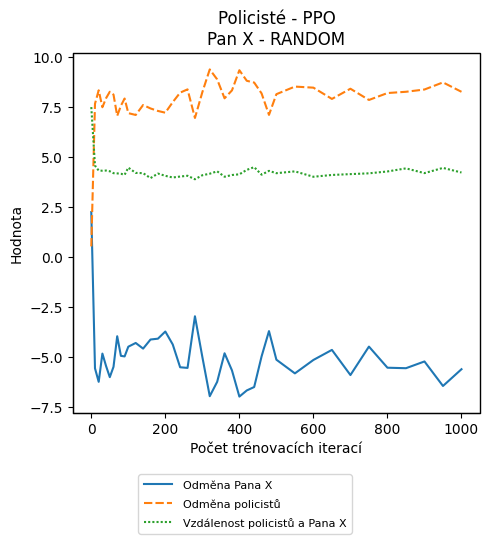 Policisté - PPO
Pan X - RANDOM
10.0
7.5
5.0
2.5
0.0
−2.5
−5.0
−7.5
Hodnota
0 200 400 600 800 1000
Počet trénovacích iterací
Odměna Pana X
Odměna policistů
Vzdálenost policistů a Pana X